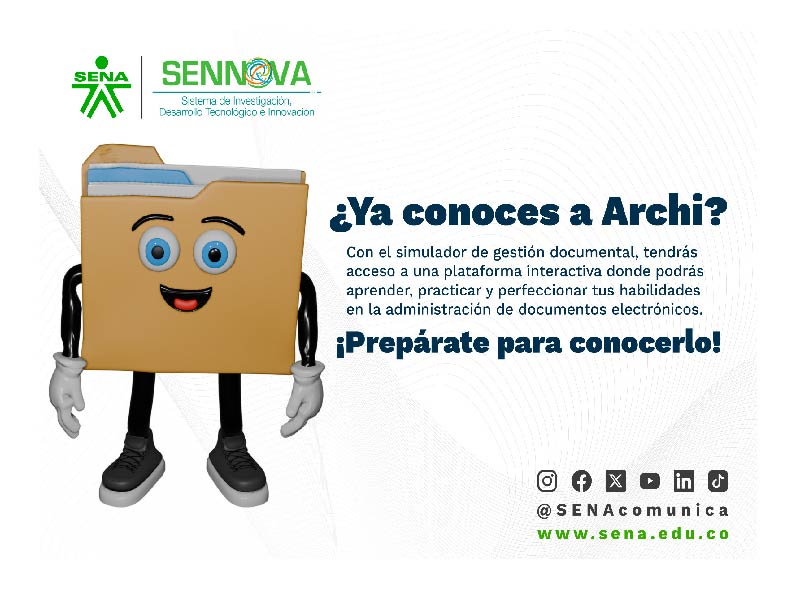 SENA
SENNOVA
Sistema de Investigación,
Desarrollo Tecnológico e Innovacion
¿Ya conoces a Archi?
Con el simulador de gestión documental, tendrás
acceso a una plataforma interactiva donde podrás
aprender, practicar y perfeccionar tus habilidades
en la administración de documentos electrónicos.
¡Prepárate para conocerlo!
@SENAcomunica
www.sena.edu.co